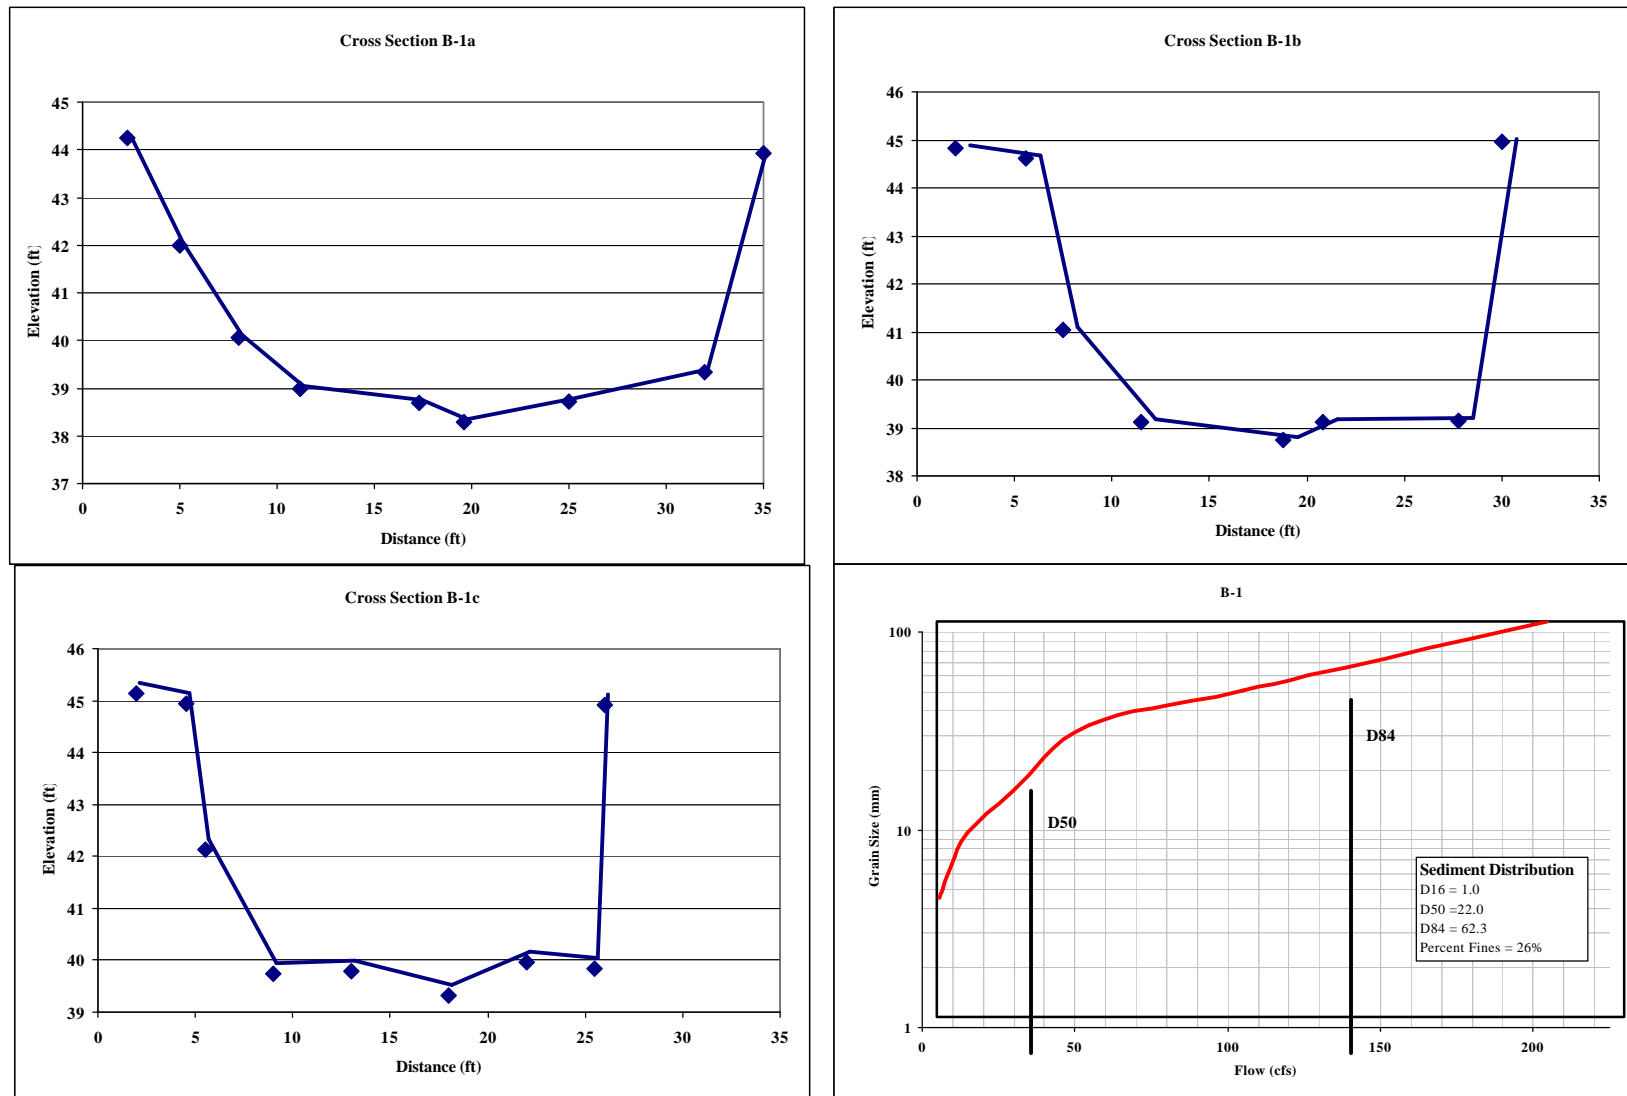 Cross Section B-1a
45
44
43
42
41
40
39
38
37
0 5 10 15 20 25 30 35
Elevation (ft)
Distance (ft)
Cross Section B-1b
46
45
44
43
42
41
40
39
38
0 5 10 15 20 25 30 35
Elevation (ft)
Distance (ft)
Cross Section B-1c
46
45
44
43
42
41
40
39
0 5 10 15 20 25 30 35
Elevation (ft)
Distance (ft)
B-1
100
10
1
0 50 100 150 200
Grain Size (mm)
Flow (cfs)
D50
D84
Sediment Distribution
D16 = 1.0
D50 =22.0
D84 = 62.3
Percent Fines = 26%